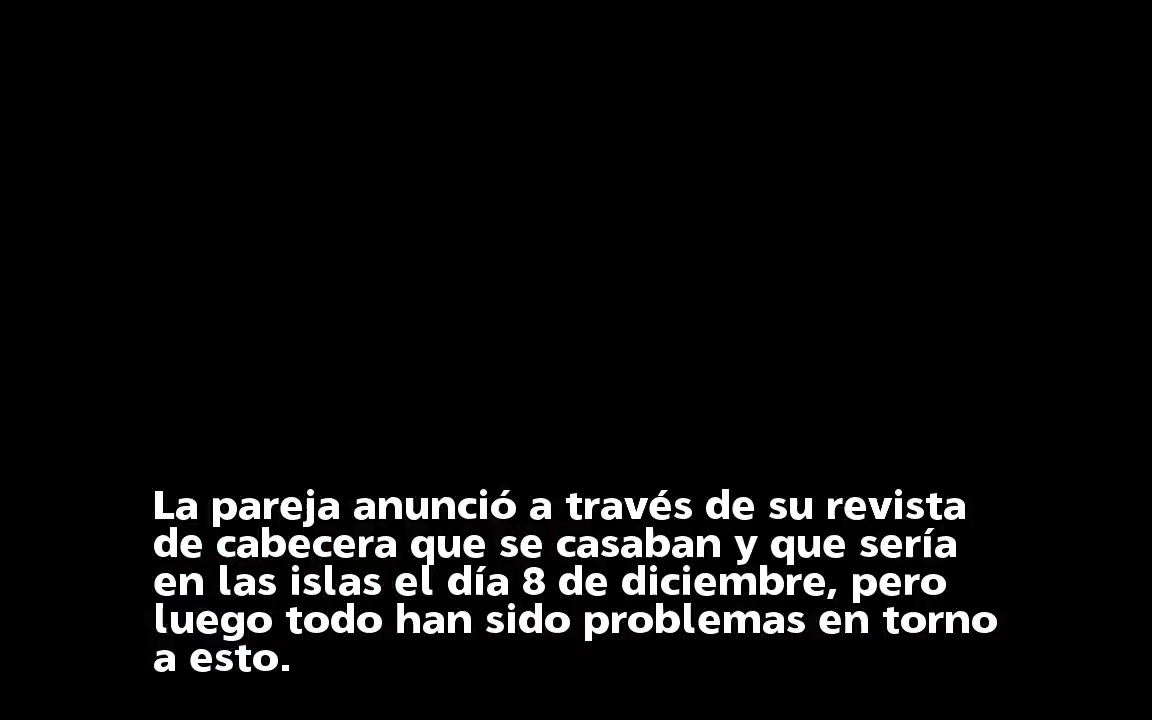 La pareja anunció a través de su revista
de cabecera que se casaban y que sería
en las islas el día 8 de diciembre, pero
luego todo han sido problemas en torno
a esto.